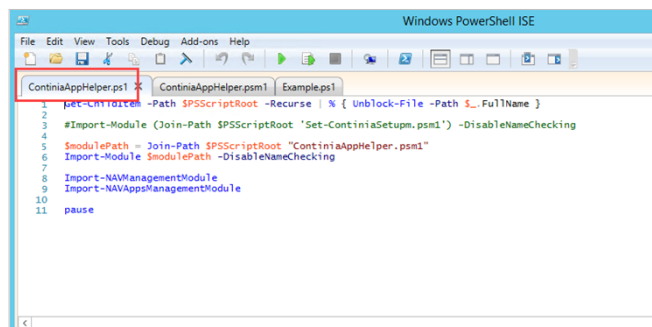 Windows PowerShell ISE
File Edit View Tools Debug Add-ons Help
ContiniaAppHelper.ps1 X ContiniaAppHelper.psm1 Example.ps1
1 Get-ChildItem -Path $PSScriptRoot -Recurse | % { Unblock-File -Path $_.FullName }
2
3 #Import-Module (Join-Path $PSScriptRoot 'Set-ContiniaSetupm.psm1') -DisableNameChecking
4
5 $modulePath = Join-Path $PSScriptRoot "ContiniaAppHelper.psm1"
6 Import-Module $modulePath -DisableNameChecking
7
8 Import-NAVManagementModule
9 Import-NAVAppsManagementModule
10
11 pause